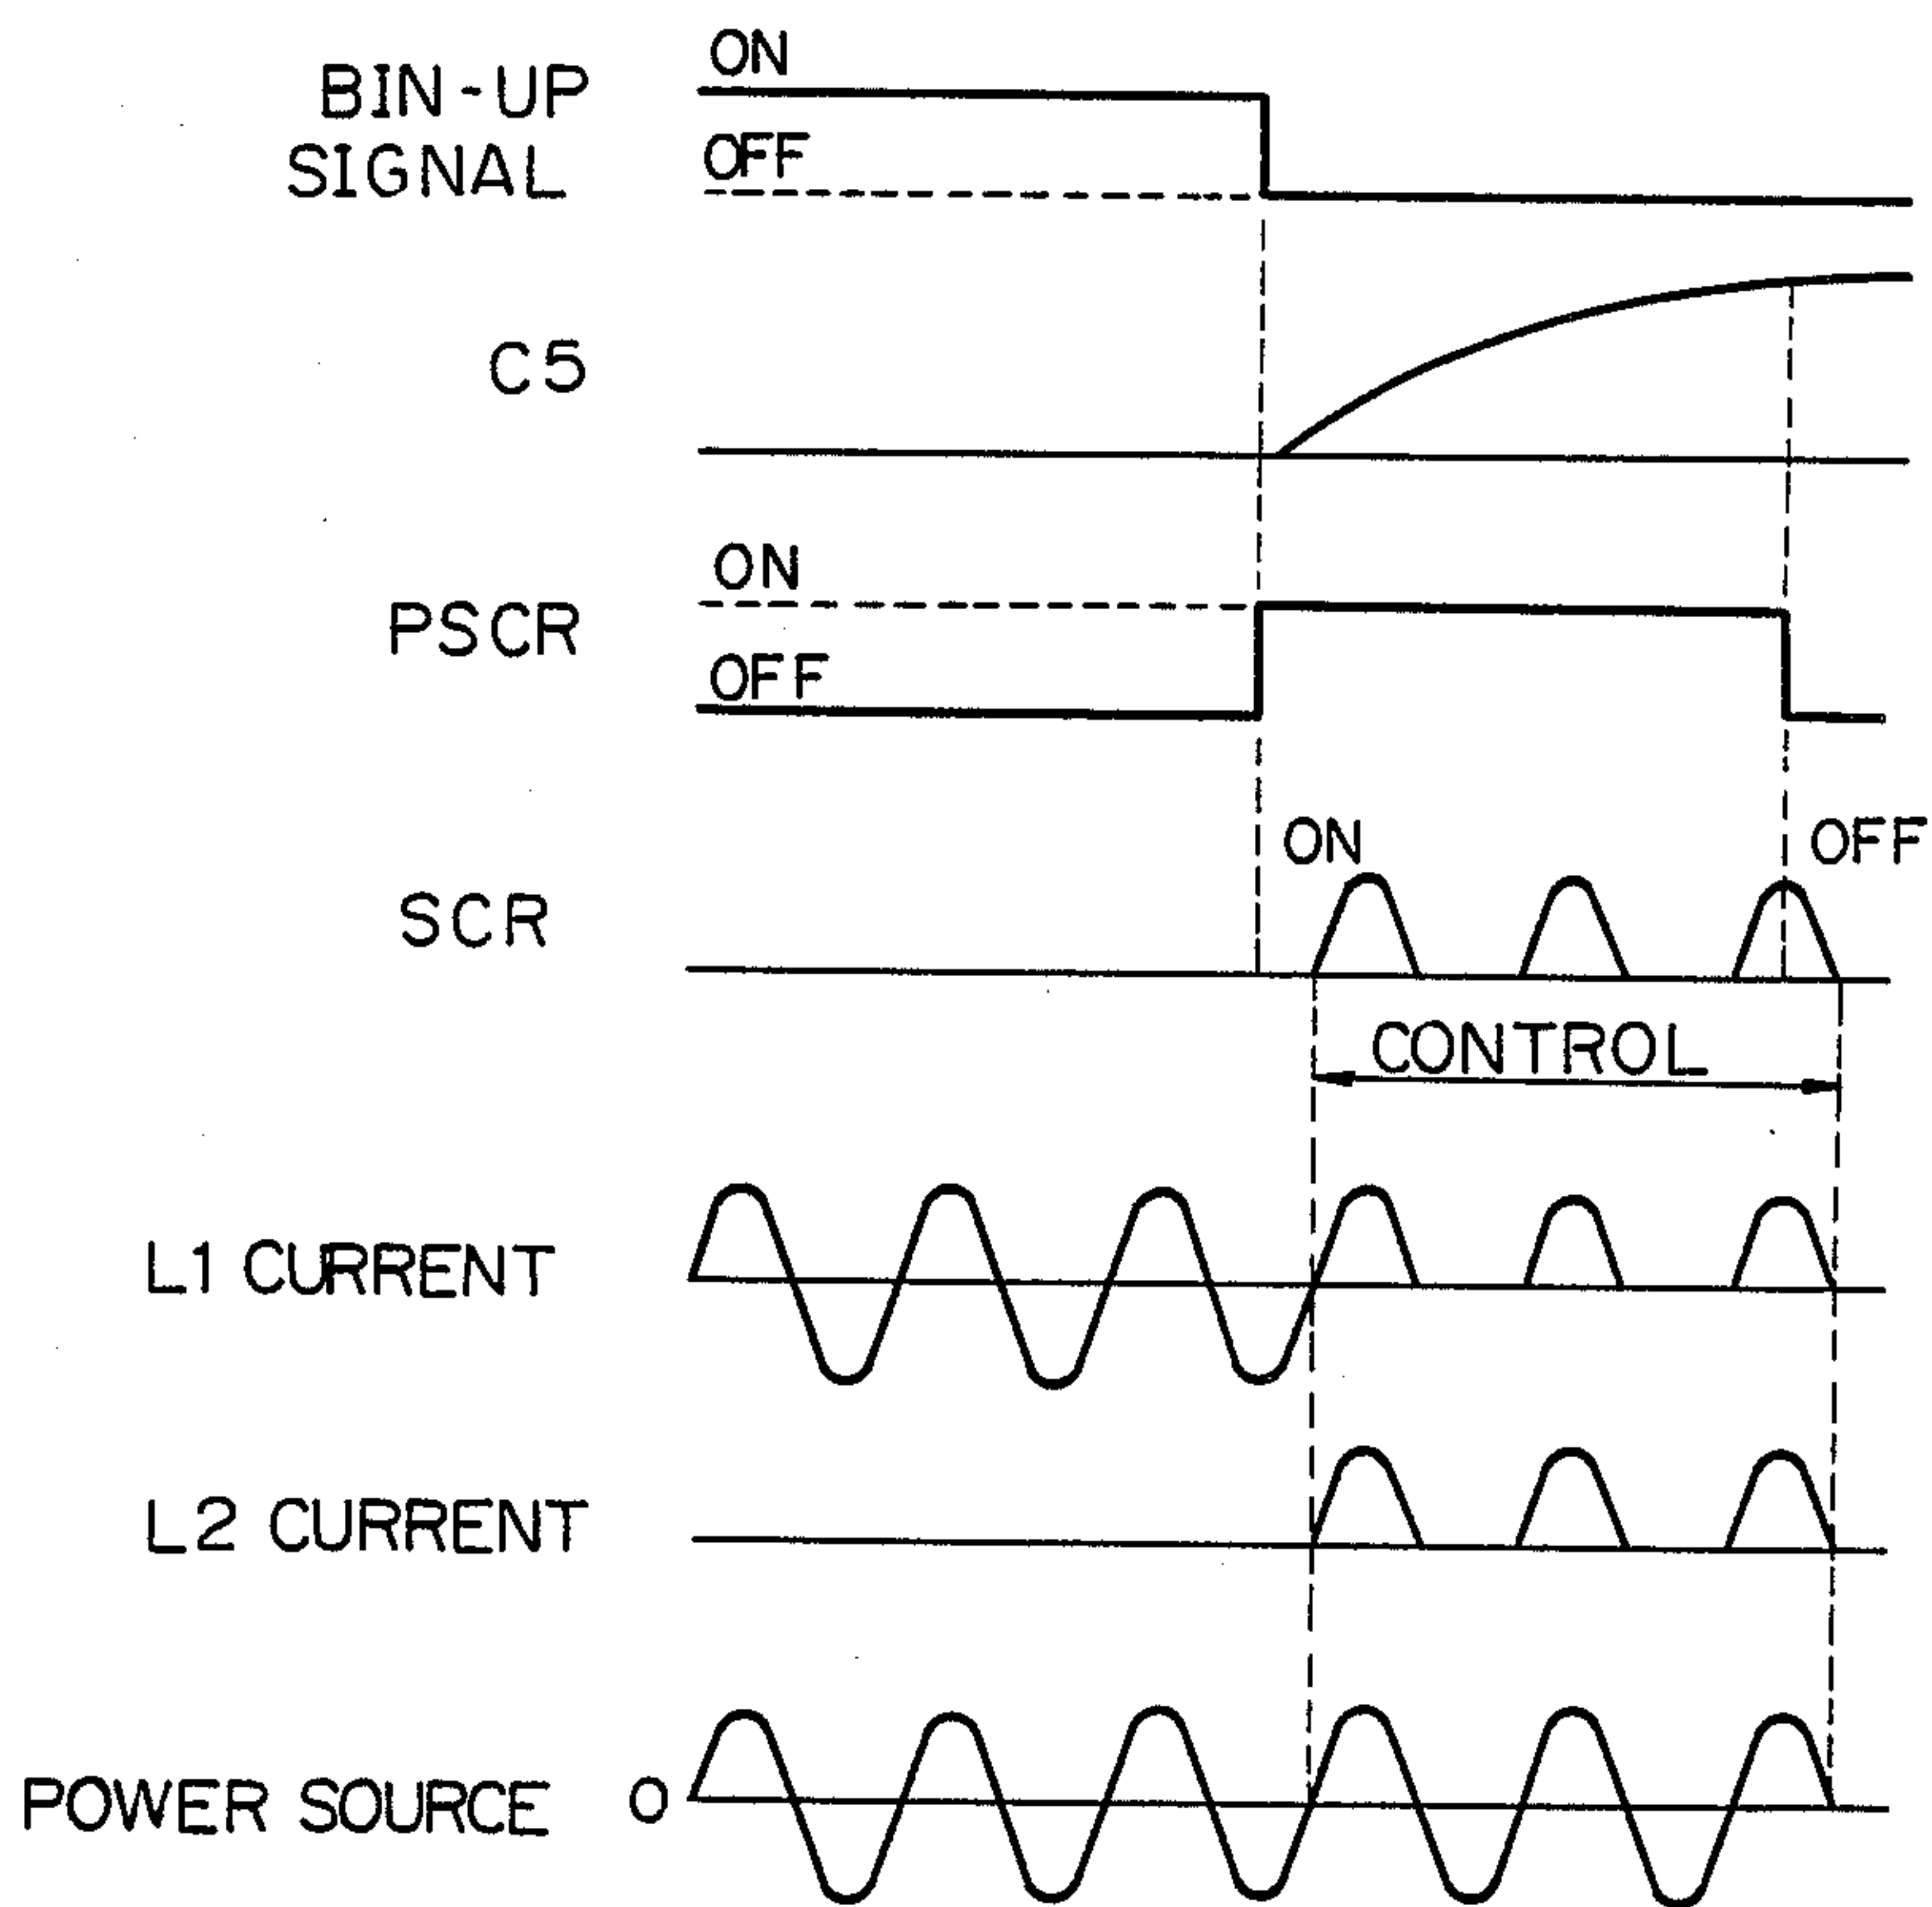 BIN-UP
SIGNAL
ON
OFF
C5
PSCR
ON
OFF
SCR
ON
OFF
CONTROL
L1 CURRENT
L2 CURRENT
POWER SOURCE 0